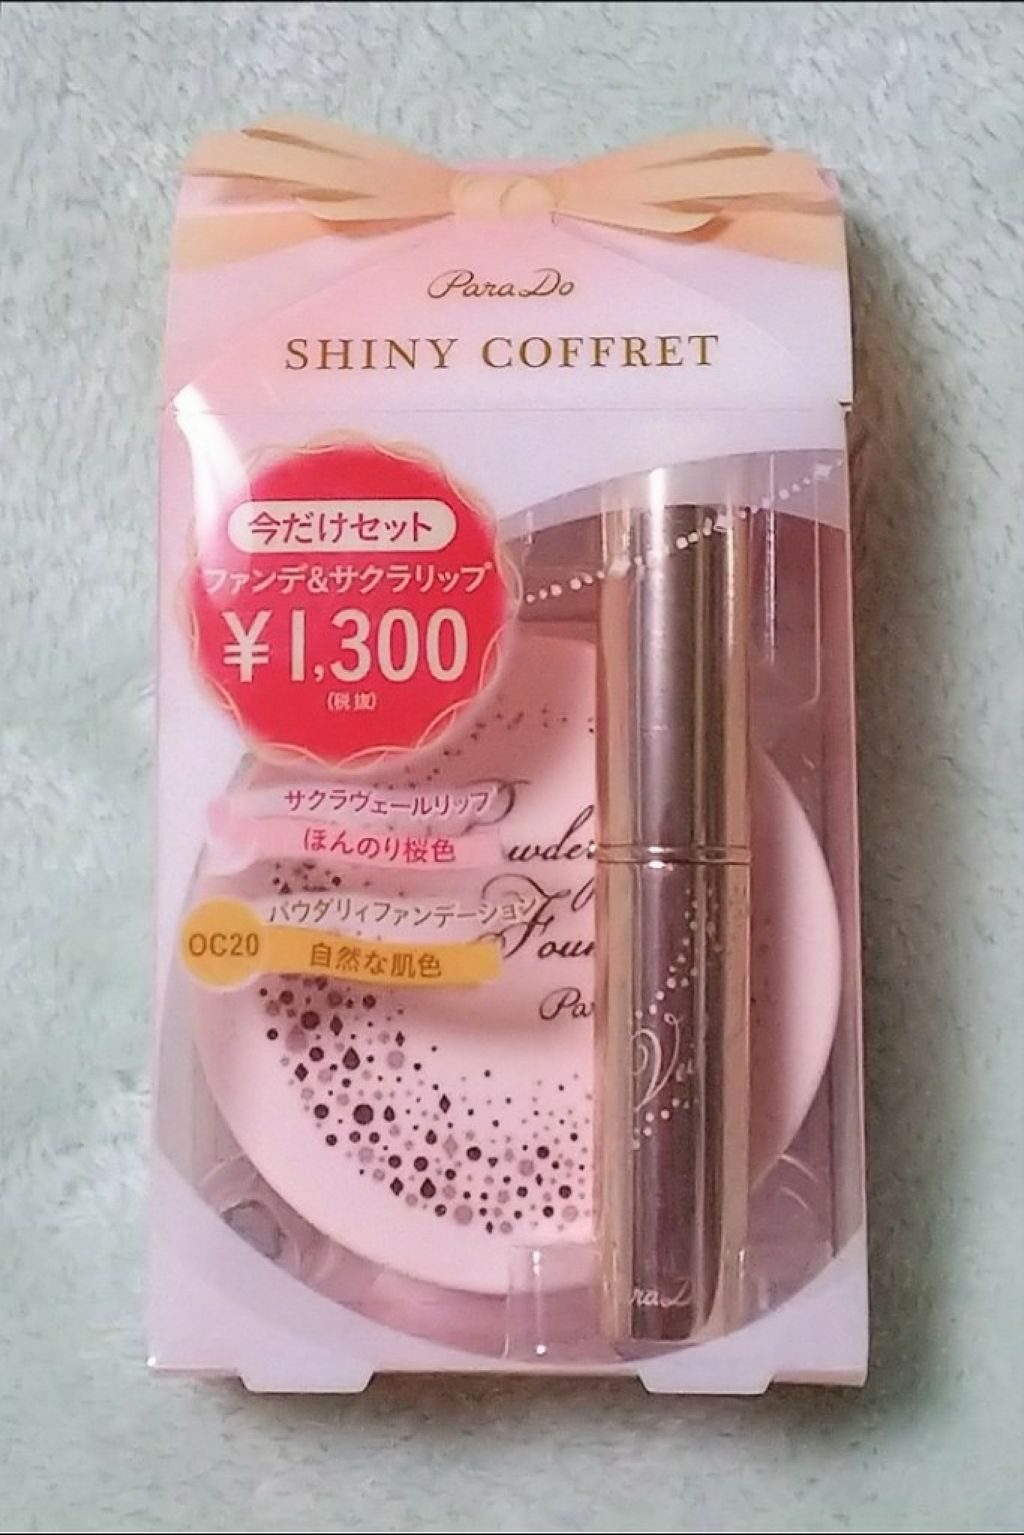 ParaDo
SHINY COFFRET
今だけセット
ファンデ&サクラリップ
¥1,300
(税抜)
サクラヴェールリップ
ほんのり桜色
パウダリィファンデーション
OC20
自然な肌色